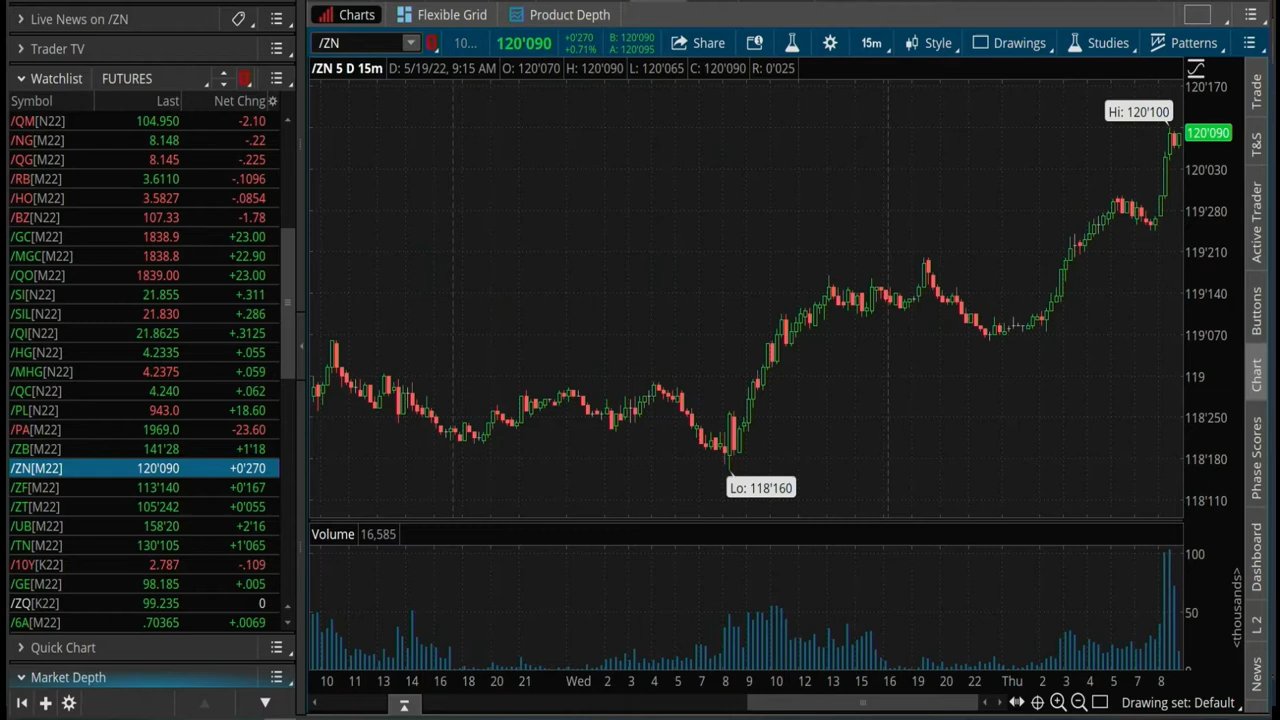 Live News on /ZN
Trader TV
Watchlist FUTURES
Symbol Last Net Chng
/QM[N22] 104.950 -2.10
/NG[M22] 8.148 -.22
/QG[M22] 8.145 -.225
/RB[M22] 3.6110 -.1096
/HO[M22] 3.5827 -.0854
/BZ[N22] 107.33 -1.78
/GC[M22] 1838.9 +23.00
/MGC[M22] 1838.8 +22.90
/QO[M22] 1839.00 +23.00
/SI[N22] 21.855 +.311
/SIL[N22] 21.830 +.286
/QI[N22] 21.8625 +.3125
/HG[N22] 4.2335 +.055
/MHG[N22] 4.2375 +.059
/QC[N22] 4.240 +.062
/PL[N22] 943.0 +18.60
/PA[M22] 1969.0 -23.60
/ZB[M22] 141'28 +1'18
/ZN[M22] 120'090 +0'270
/ZF[M22] 113'140 +0'167
/ZT[M22] 105'242 +0'055
/UB[M22] 158'20 +2'16
/TN[M22] 130'105 +1'065
/10Y[K22] 2.787 -.109
/GE[M22] 98.185 +.005
/ZQ[K22] 99.235 0
/6A[M22] .70365 +.0069
Quick Chart
Market Depth
Charts Flexible Grid Product Depth
/ZN 10... 120'090 +0'270 B: 120'090 Share 15m Style Drawings Studies Patterns
+0.71% A: 120'095
/ZN 5 D 15m D: 5/19/22, 9:15 AM O: 120'070 H: 120'090 L: 120'065 C: 120'090 R: 0'025
120'170
Hi: 120'100
120'090
120'030
119'280
119'210
119'140
119'070
119
118'250
118'180
118'110
Lo: 118'160
Volume 16,585
100
50
0
<thousands>
10 11 13 14 16 18 20 21 Wed 2 3 4 5 7 8 9 10 11 12 13 14 16 18 19 20 22 Thu 2 3 4 5 7 8
Drawing set: Default
Trade
T&S
Active Trader
Buttons
Chart
Phase Scores
Dashboard
L 2
News